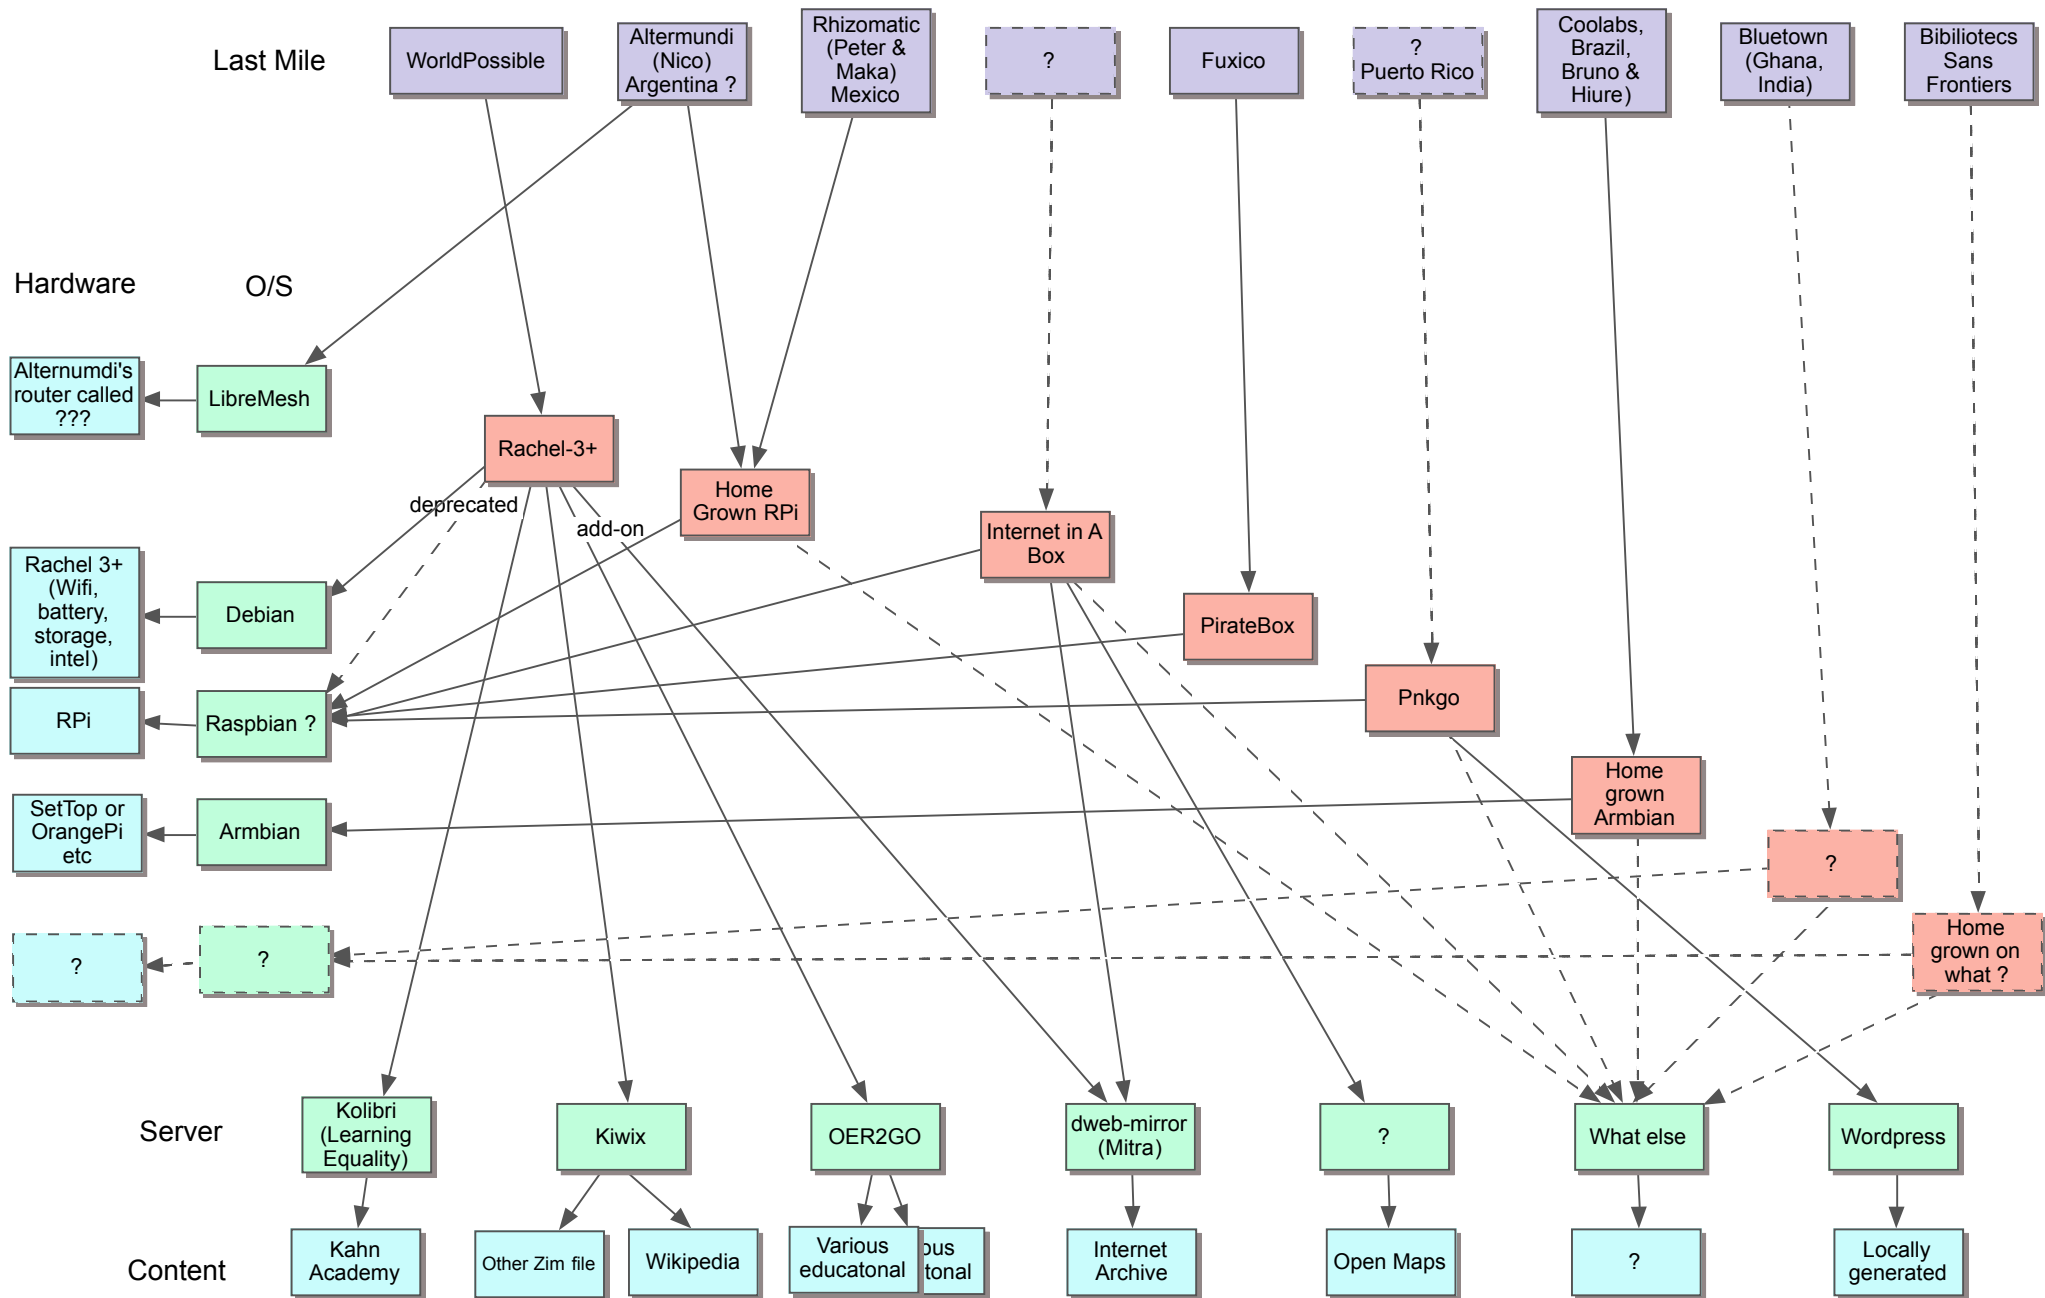 Last Mile
WorldPossible
Altermundi
(Nico)
Argentina ?
Rhizomatic
(Peter &
Maka)
Mexico
?
Fuxico
?
Puerto Rico
Coolabs,
Brazil,
Bruno &
Hiure)
Bluetown
(Ghana,
India)
Bibiliotecs
Sans
Frontiers
Hardware
O/S
Alternumdi's
router called
???
LibreMesh
Rachel-3+
Home
Grown RPi
deprecated
add-on
Internet in A
Box
Rachel 3+
(Wifi,
battery,
storage,
intel)
Debian
PirateBox
RPi
Raspbian ?
Pnkgo
SetTop or
OrangePi
etc
Armbian
Home
grown
Armbian
?
?
?
Home
grown on
what ?
Server
Kolibri
(Learning
Equality)
Kiwix
OER2GO
dweb-mirror
(Mitra)
?
What else
Wordpress
Content
Kahn
Academy
Other Zim file
Wikipedia
Various
educatonal
ous
tonal
Internet
Archive
Open Maps
?
Locally
generated